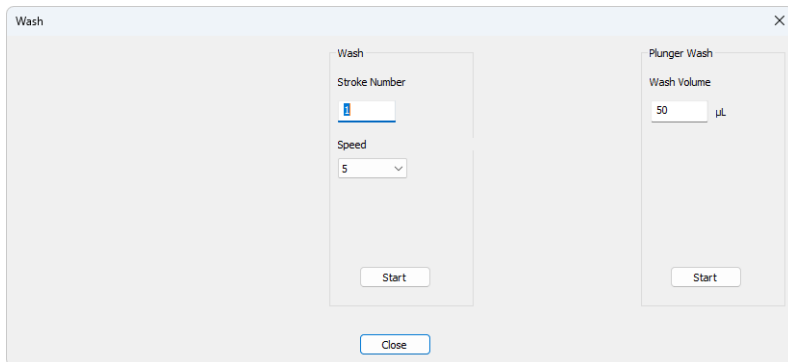 Wash
Wash
Stroke Number
1
Speed
5
Start
Plunger Wash
Wash Volume
50 µL
Start
Close